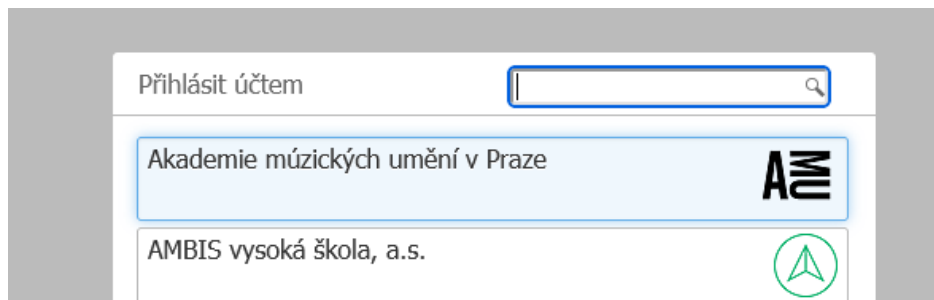 Přihlásit účtem
Akademie múzických umění v Praze
AMU
AMBIS vysoká škola, a.s.